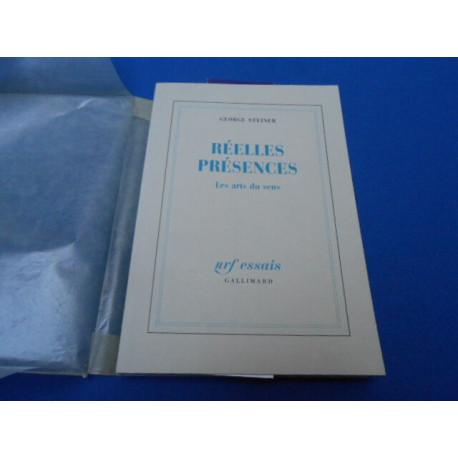 GEORGE STEINER
RÉELLES
PRÉSENCES
Les arts du sens
nrf essais
GALLIMARD